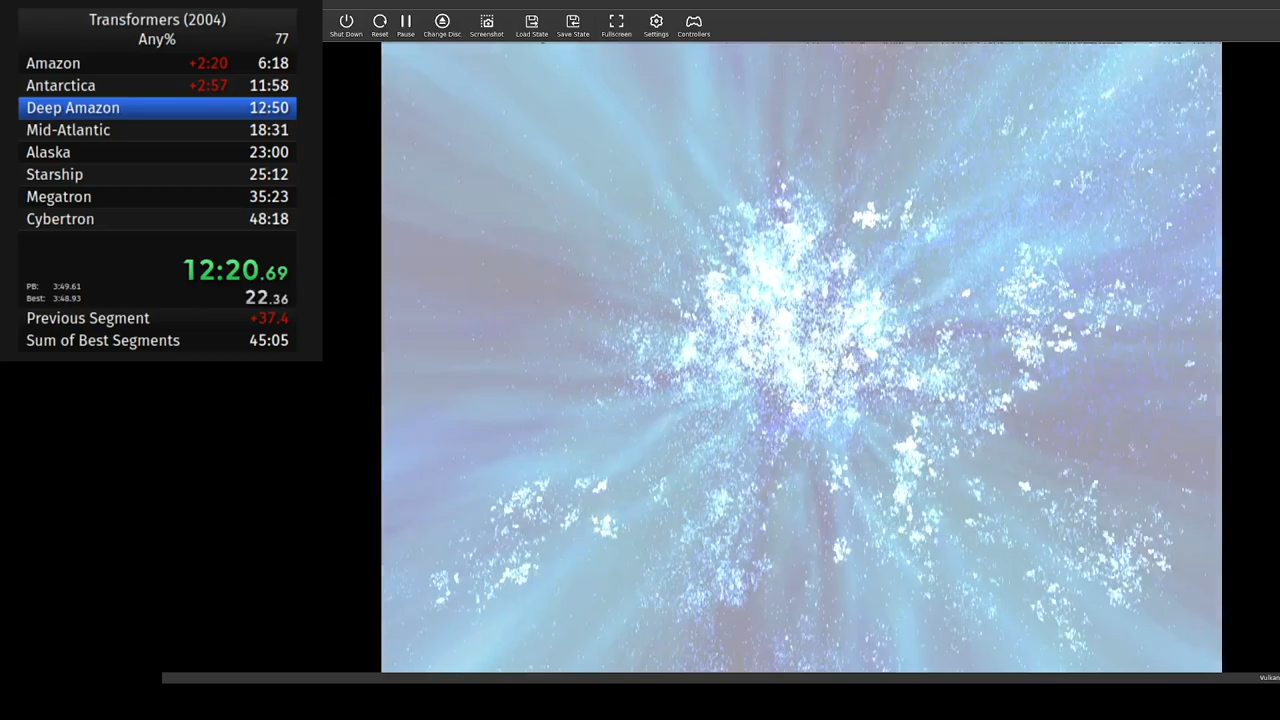 Transformers (2004)
Any% 77
Shut Down Reset Pause Change Disc Screenshot Load State Save State Fullscreen Settings Controllers
Amazon +2:20 6:18
Antarctica +2:57 11:58
Deep Amazon 12:50
Mid-Atlantic 18:31
Alaska 23:00
Starship 25:12
Megatron 35:23
Cybertron 48:18
12:20.69
PB: 3:49.61
Best: 3:48.93 22.36
Previous Segment +37.4
Sum of Best Segments 45:05
Vulkan